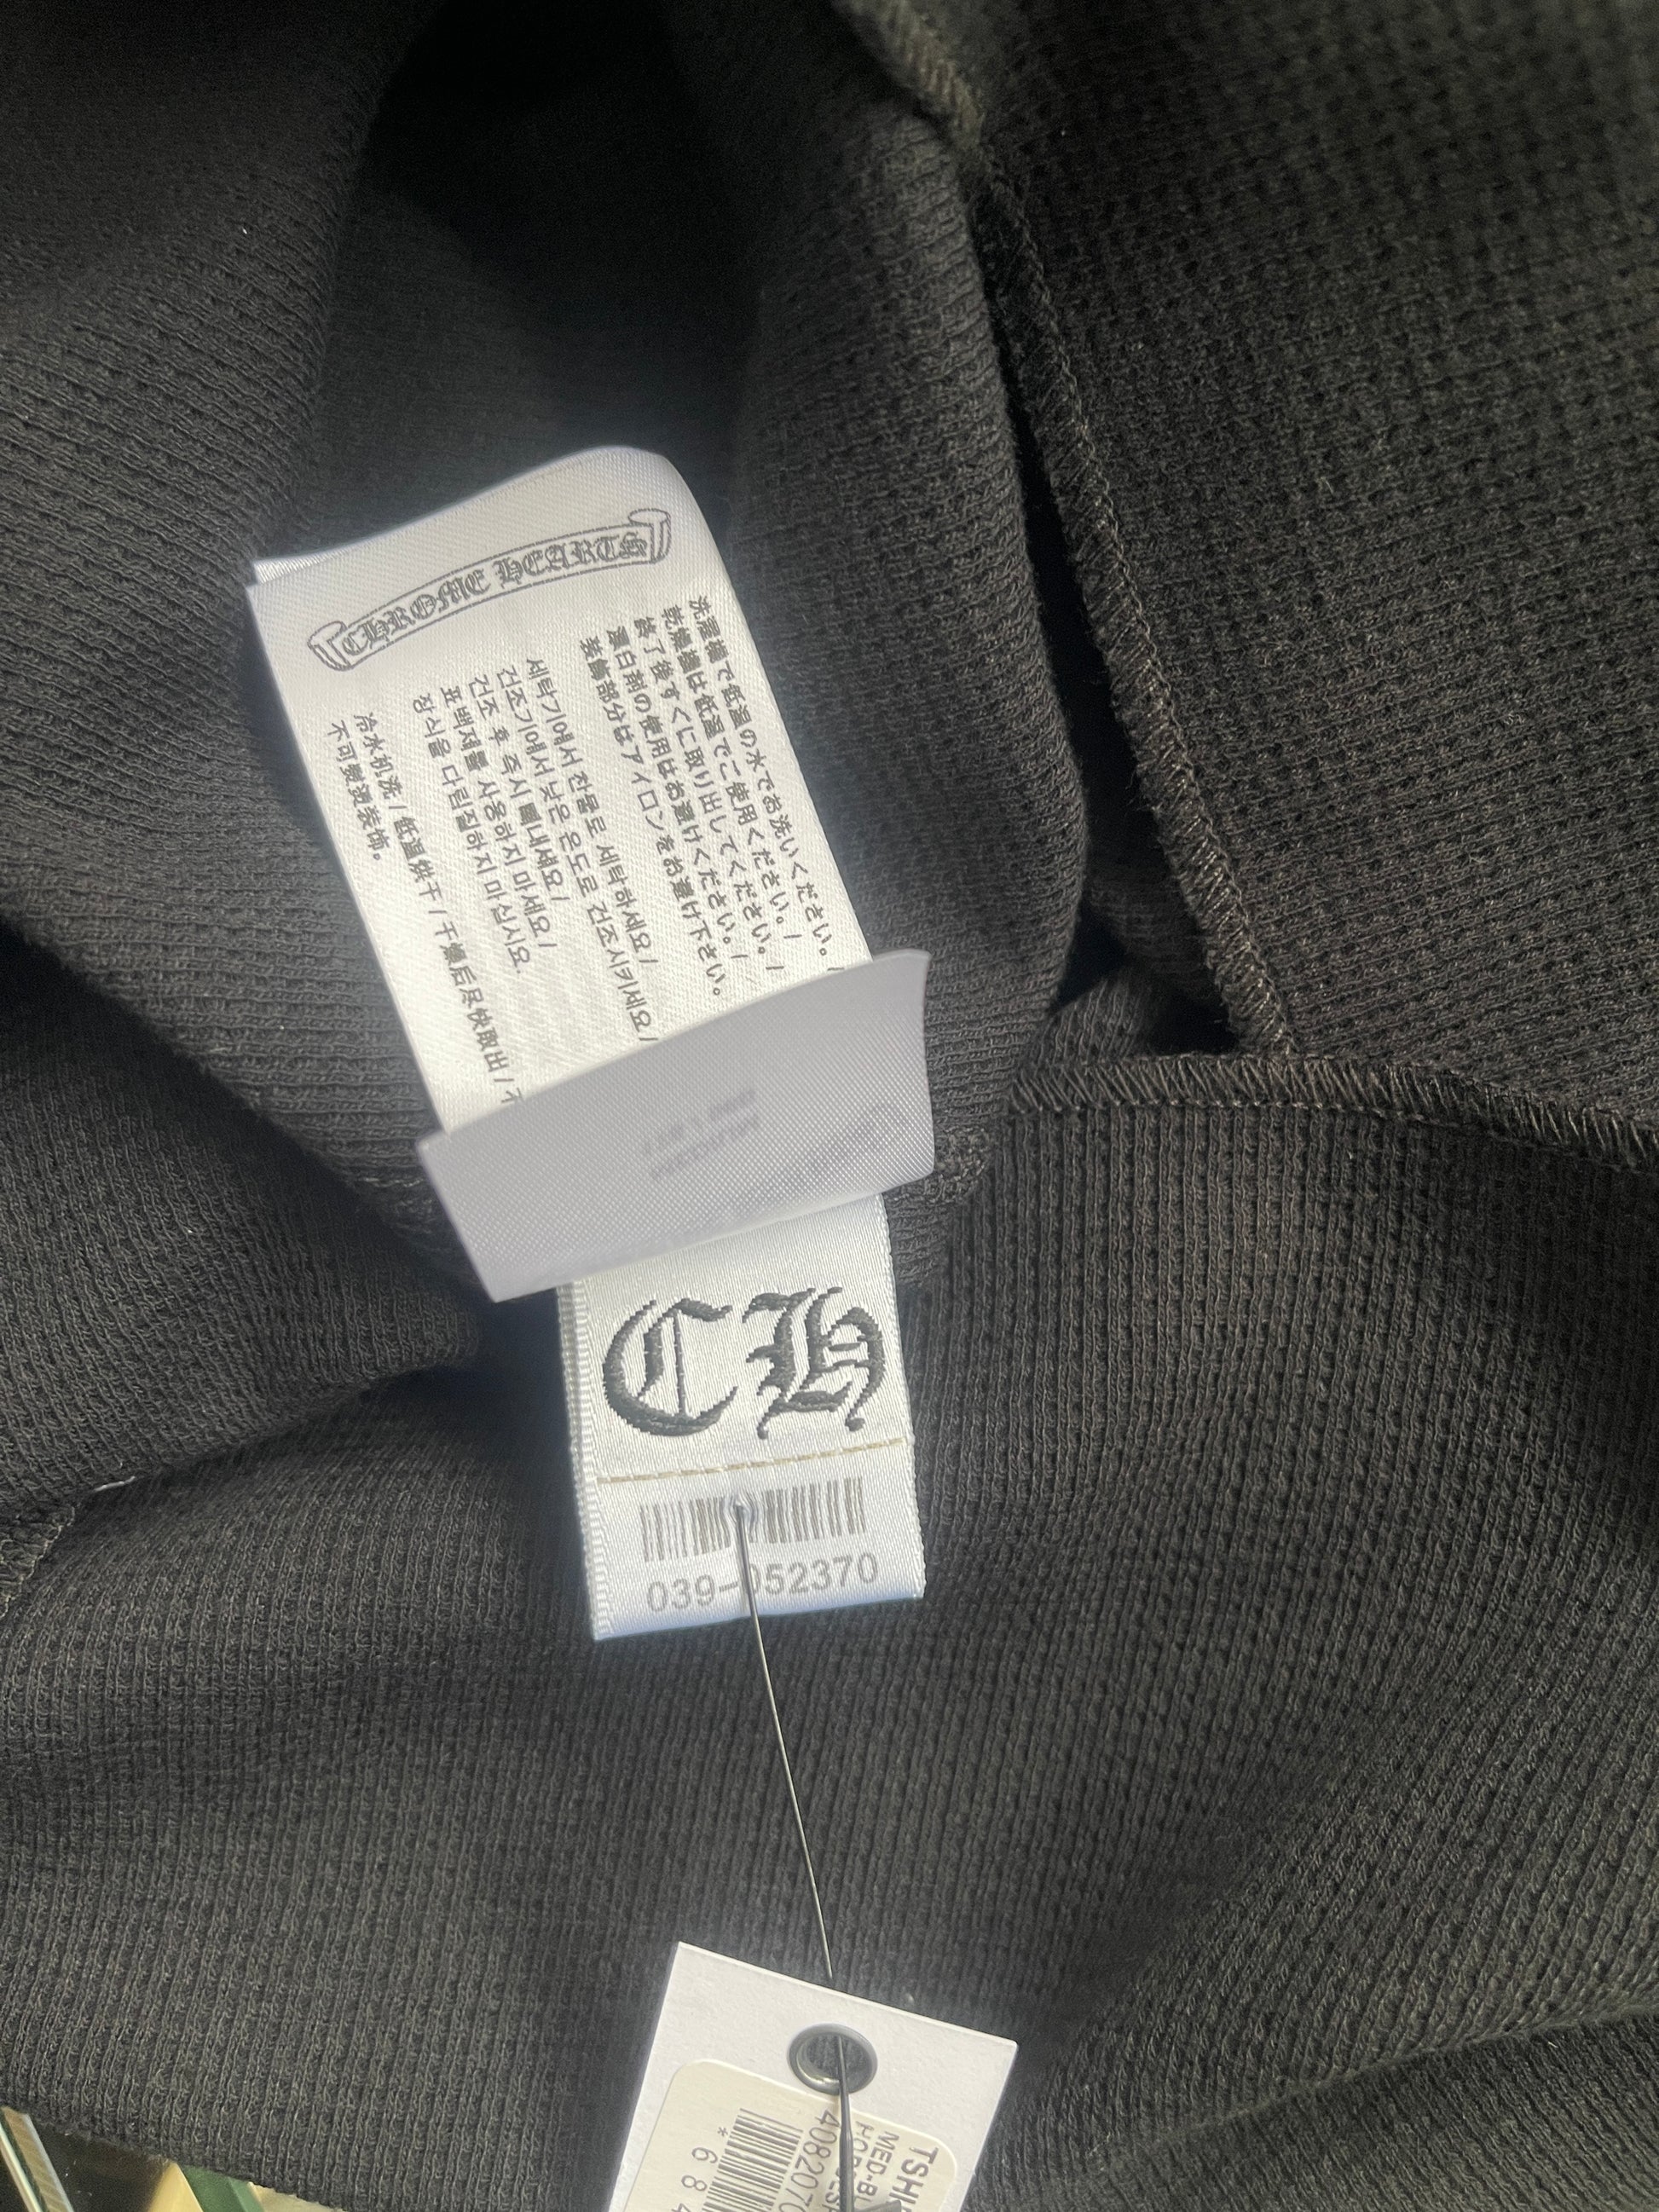 CHROME HEARTS
洗濯機で低温の水でお洗いください。/
乾燥機は低温でご使用ください。/
終了後すぐに取り出してください。/
漂白剤の使用はお避けください。/
装飾部分はアイロンをお避け下さい。
세탁기에서 찬물로 세탁하세요/
건조기에서 낮은 온도로 건조시키세요/
건조 후 즉시 꺼내세요/
표백제를 사용하지 마세요/
장식을 다림질하지 마십시요.
冷水机洗/低温烘干/干燥后尽快取出/不
不可熨烫装饰。
CH
039-052370
TSHI
MED-BL
4082070
*684